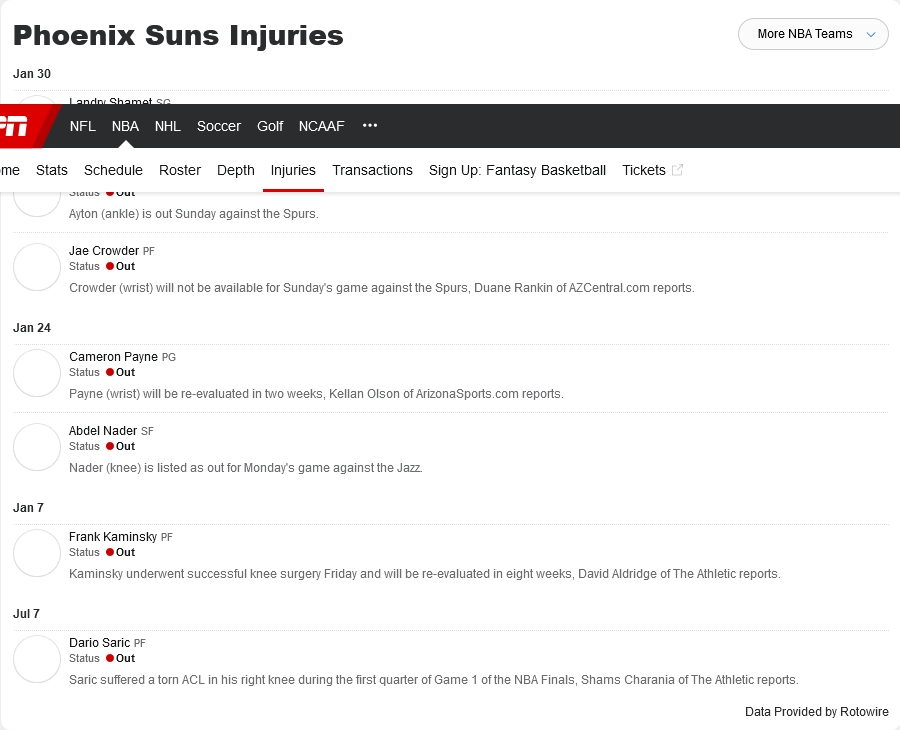 Phoenix Suns Injuries
More NBA Teams
Jan 30
Landry Shamet SG
NFL NBA NHL Soccer Golf NCAAF •••
Stats Schedule Roster Depth Injuries Transactions Sign Up: Fantasy Basketball Tickets
Status Out
Ayton (ankle) is out Sunday against the Spurs.
Jae Crowder PF
Status Out
Crowder (wrist) will not be available for Sunday's game against the Spurs, Duane Rankin of AZCentral.com reports.
Jan 24
Cameron Payne PG
Status Out
Payne (wrist) will be re-evaluated in two weeks, Kellan Olson of ArizonaSports.com reports.
Abdel Nader SF
Status Out
Nader (knee) is listed as out for Monday's game against the Jazz.
Jan 7
Frank Kaminsky PF
Status Out
Kaminsky underwent successful knee surgery Friday and will be re-evaluated in eight weeks, David Aldridge of The Athletic reports.
Jul 7
Dario Saric PF
Status Out
Saric suffered a torn ACL in his right knee during the first quarter of Game 1 of the NBA Finals, Shams Charania of The Athletic reports.
Data Provided by Rotowire